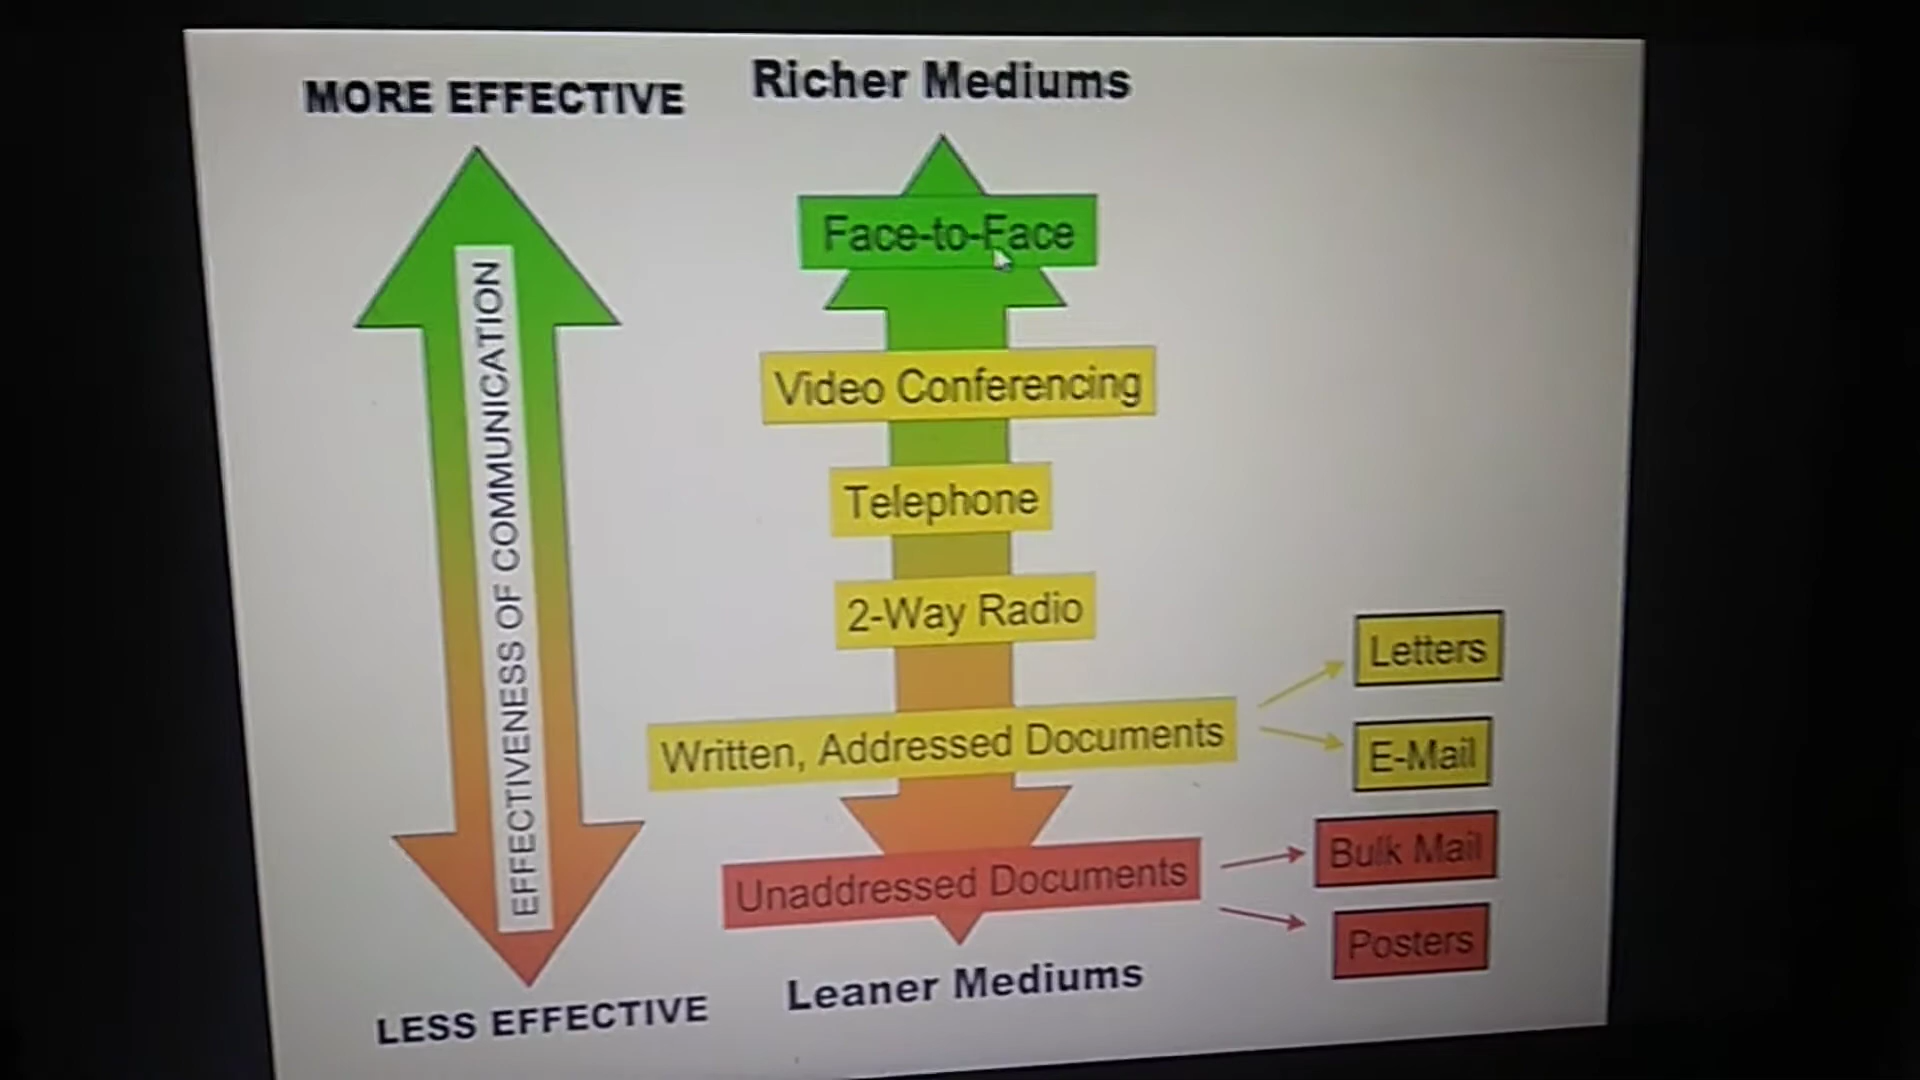 MORE EFFECTIVE
Richer Mediums
EFFECTIVENESS OF COMMUNICATION
Face-to-Face
Video Conferencing
Telephone
2-Way Radio
Written, Addressed Documents
Letters
E-Mail
Unaddressed Documents
Bulk Mail
Posters
LESS EFFECTIVE
Leaner Mediums